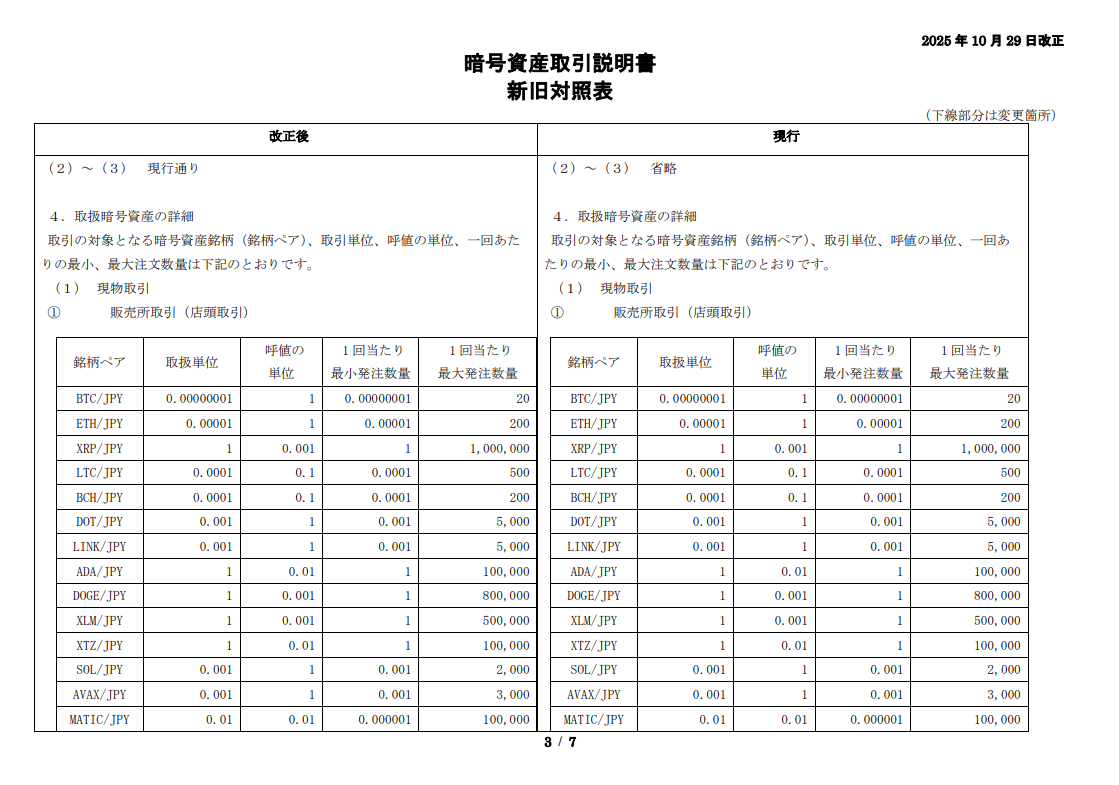 2025年10月29日改正
暗号資産取引説明書
新旧対照表
（下線部分は変更箇所）
改正後 現行
（２）～（３） 現行通り
４．取扱暗号資産の詳細
取引の対象となる暗号資産銘柄（銘柄ペア）、取引単位、呼値の単位、一回あた
りの最小、最大注文数量は下記のとおりです。
（１） 現物取引
① 販売所取引（店頭取引）
銘柄ペア 取扱単位 呼値の単位 １回当たり最小発注数量 １回当たり最大発注数量
BTC/JPY 0.00000001 1 0.00000001 20
ETH/JPY 0.00001 1 0.00001 200
XRP/JPY 1 0.001 1 1,000,000
LTC/JPY 0.0001 0.1 0.0001 500
BCH/JPY 0.0001 0.1 0.0001 200
DOT/JPY 0.001 1 0.001 5,000
LINK/JPY 0.001 1 0.001 5,000
ADA/JPY 1 0.01 1 100,000
DOGE/JPY 1 0.001 1 800,000
XLM/JPY 1 0.001 1 500,000
XTZ/JPY 1 0.01 1 100,000
SOL/JPY 0.001 1 0.001 2,000
AVAX/JPY 0.001 1 0.001 3,000
MATIC/JPY 0.01 0.01 0.000001 100,000
（２）～（３） 省略
４．取扱暗号資産の詳細
取引の対象となる暗号資産銘柄（銘柄ペア）、取引単位、呼値の単位、一回あ
たりの最小、最大注文数量は下記のとおりです。
（１） 現物取引
① 販売所取引（店頭取引）
銘柄ペア 取扱単位 呼値の単位 １回当たり最小発注数量 １回当たり最大発注数量
BTC/JPY 0.00000001 1 0.00000001 20
ETH/JPY 0.00001 1 0.00001 200
XRP/JPY 1 0.001 1 1,000,000
LTC/JPY 0.0001 0.1 0.0001 500
BCH/JPY 0.0001 0.1 0.0001 200
DOT/JPY 0.001 1 0.001 5,000
LINK/JPY 0.001 1 0.001 5,000
ADA/JPY 1 0.01 1 100,000
DOGE/JPY 1 0.001 1 800,000
XLM/JPY 1 0.001 1 500,000
XTZ/JPY 1 0.01 1 100,000
SOL/JPY 0.001 1 0.001 2,000
AVAX/JPY 0.001 1 0.001 3,000
MATIC/JPY 0.01 0.01 0.000001 100,000
3 / 7